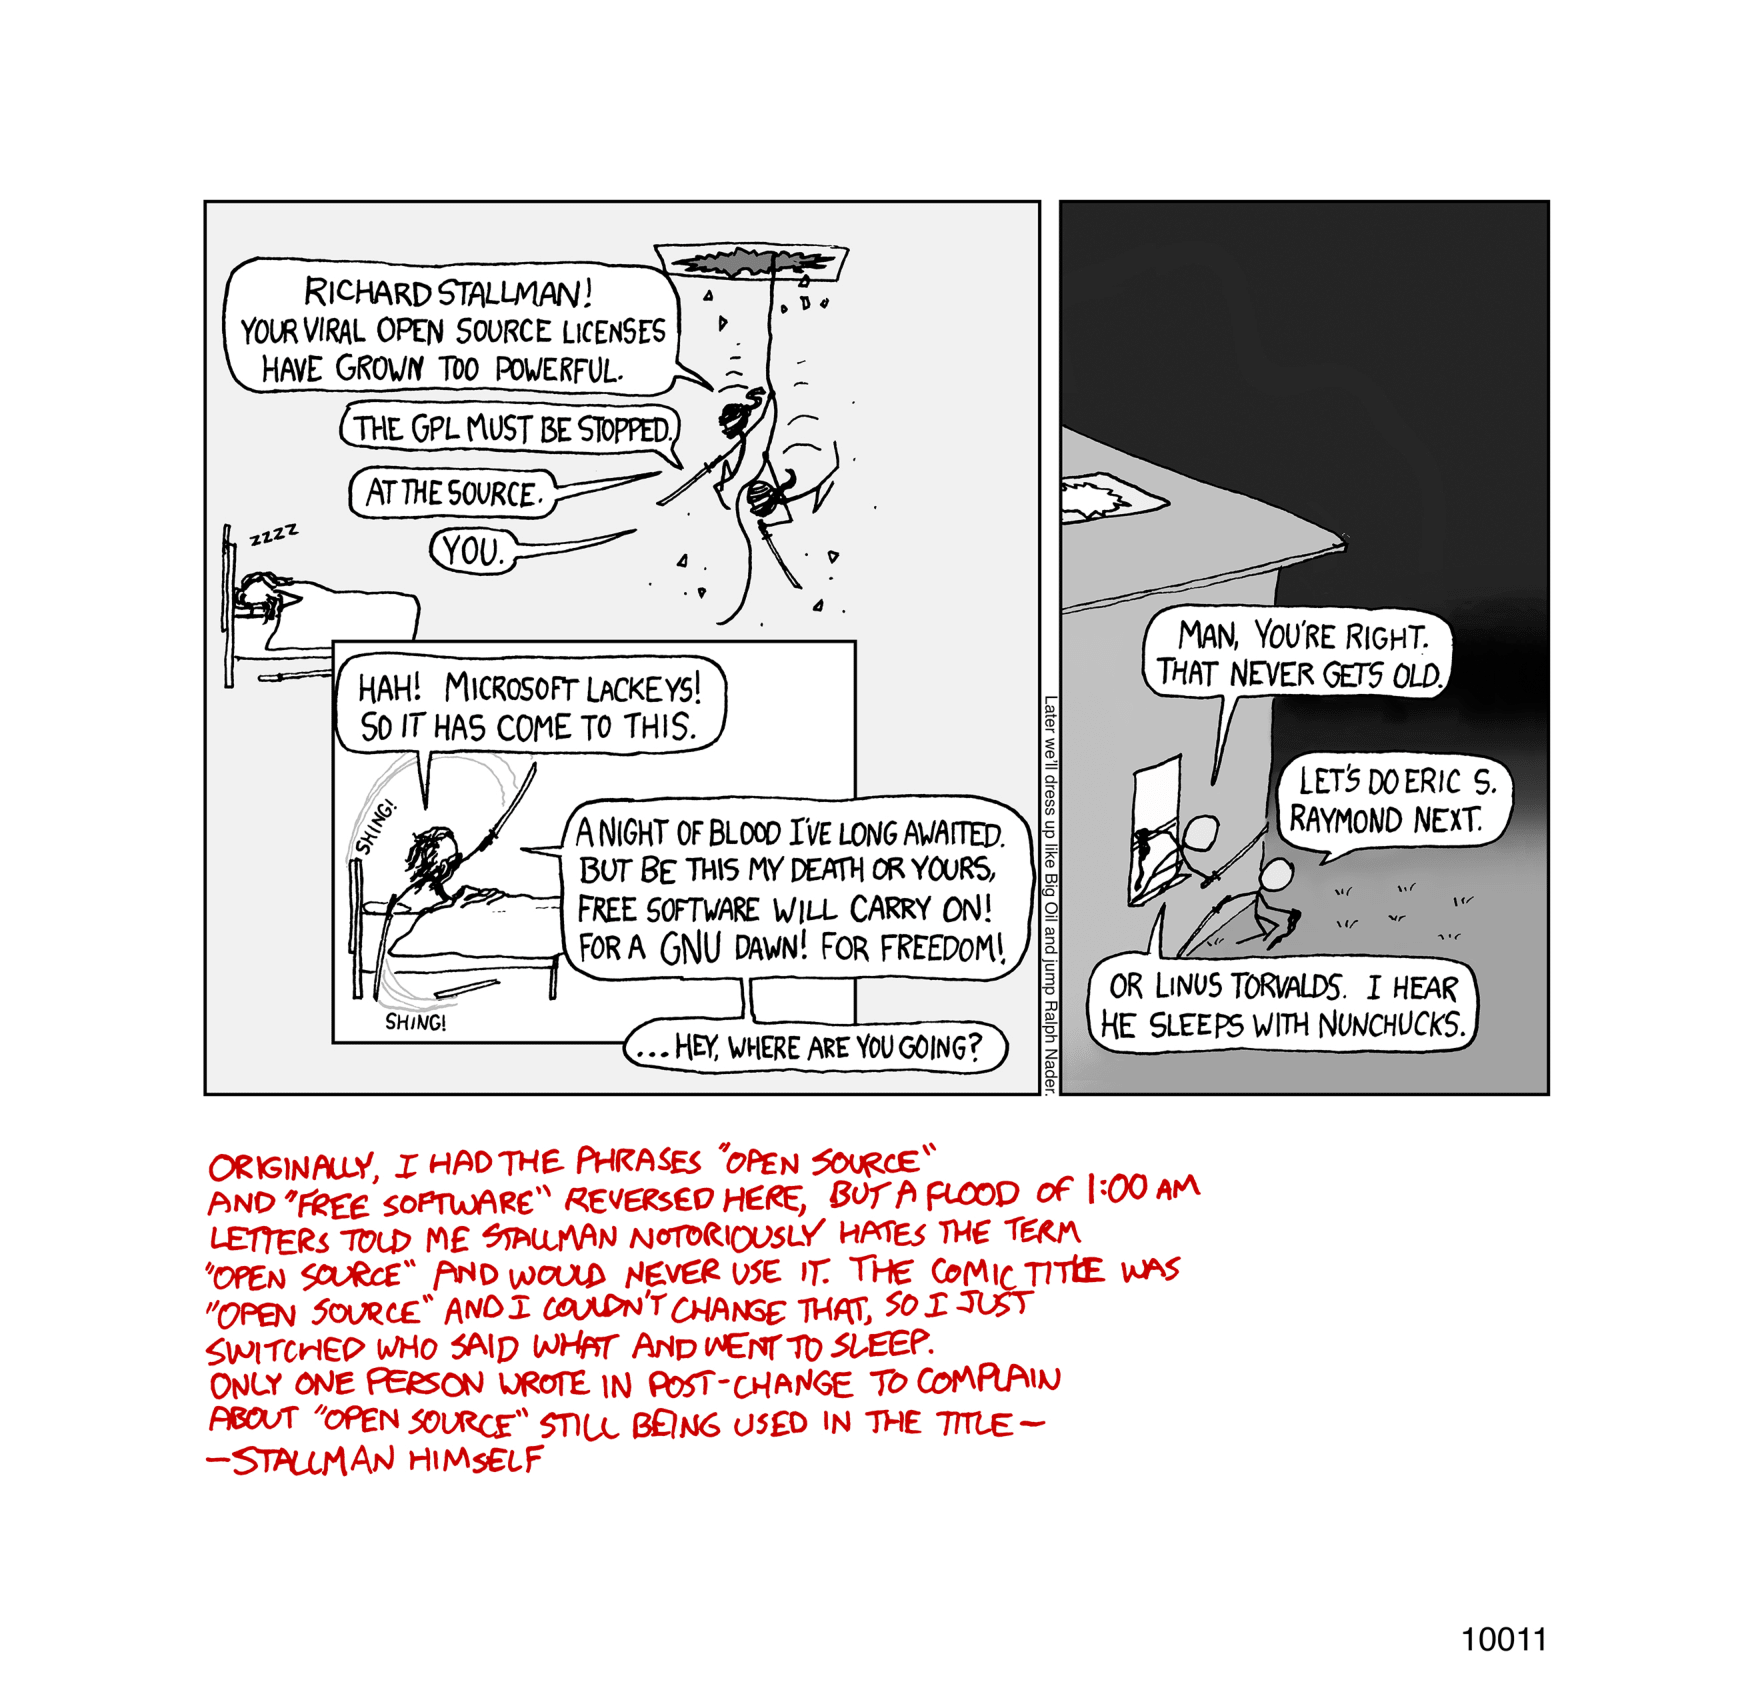 RICHARD STALLMAN!
YOUR VIRAL OPEN SOURCE LICENSES
HAVE GROWN TOO POWERFUL.
THE GPL MUST BE STOPPED.
AT THE SOURCE.
YOU.
ZZZZ
HAH! MICROSOFT LACKEYS!
SO IT HAS COME TO THIS.
SHING!
SHING!
A NIGHT OF BLOOD I'VE LONG AWAITED.
BUT BE THIS MY DEATH OR YOURS,
FREE SOFTWARE WILL CARRY ON!
FOR A GNU DAWN! FOR FREEDOM!
...HEY, WHERE ARE YOU GOING?
Later we'll dress up like Big Oil and jump Ralph Nader.
MAN, YOU'RE RIGHT.
THAT NEVER GETS OLD.
LET'S DO ERIC S.
RAYMOND NEXT.
OR LINUS TORVALDS. I HEAR
HE SLEEPS WITH NUNCHUCKS.
ORIGINALLY, I HAD THE PHRASES "OPEN SOURCE"
AND "FREE SOFTWARE" REVERSED HERE, BUT A FLOOD OF 1:00 AM
LETTERS TOLD ME STALLMAN NOTORIOUSLY HATES THE TERM
"OPEN SOURCE" AND WOULD NEVER USE IT. THE COMIC TITLE WAS
"OPEN SOURCE" AND I COULDN'T CHANGE THAT, SO I JUST
SWITCHED WHO SAID WHAT AND WENT TO SLEEP.
ONLY ONE PERSON WROTE IN POST-CHANGE TO COMPLAIN
ABOUT "OPEN SOURCE" STILL BEING USED IN THE TITLE—
—STALLMAN HIMSELF
10011